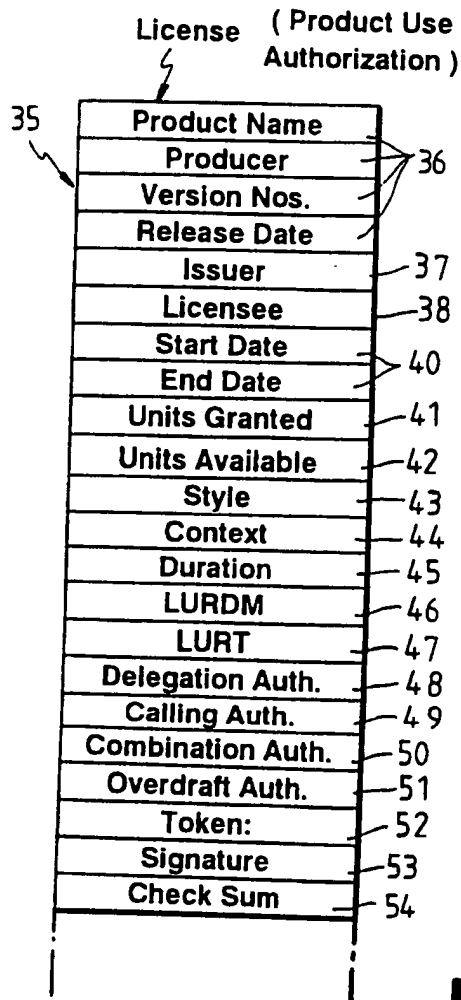 License
( Product Use
Authorization )
35
Product Name
Producer
36
Version Nos.
Release Date
Issuer
37
Licensee
38
Start Date
40
End Date
Units Granted
41
Units Available
42
Style
43
Context
44
Duration
45
LURDM
46
LURT
47
Delegation Auth.
48
Calling Auth.
49
Combination Auth.
50
Overdraft Auth.
51
Token:
52
Signature
53
Check Sum
54